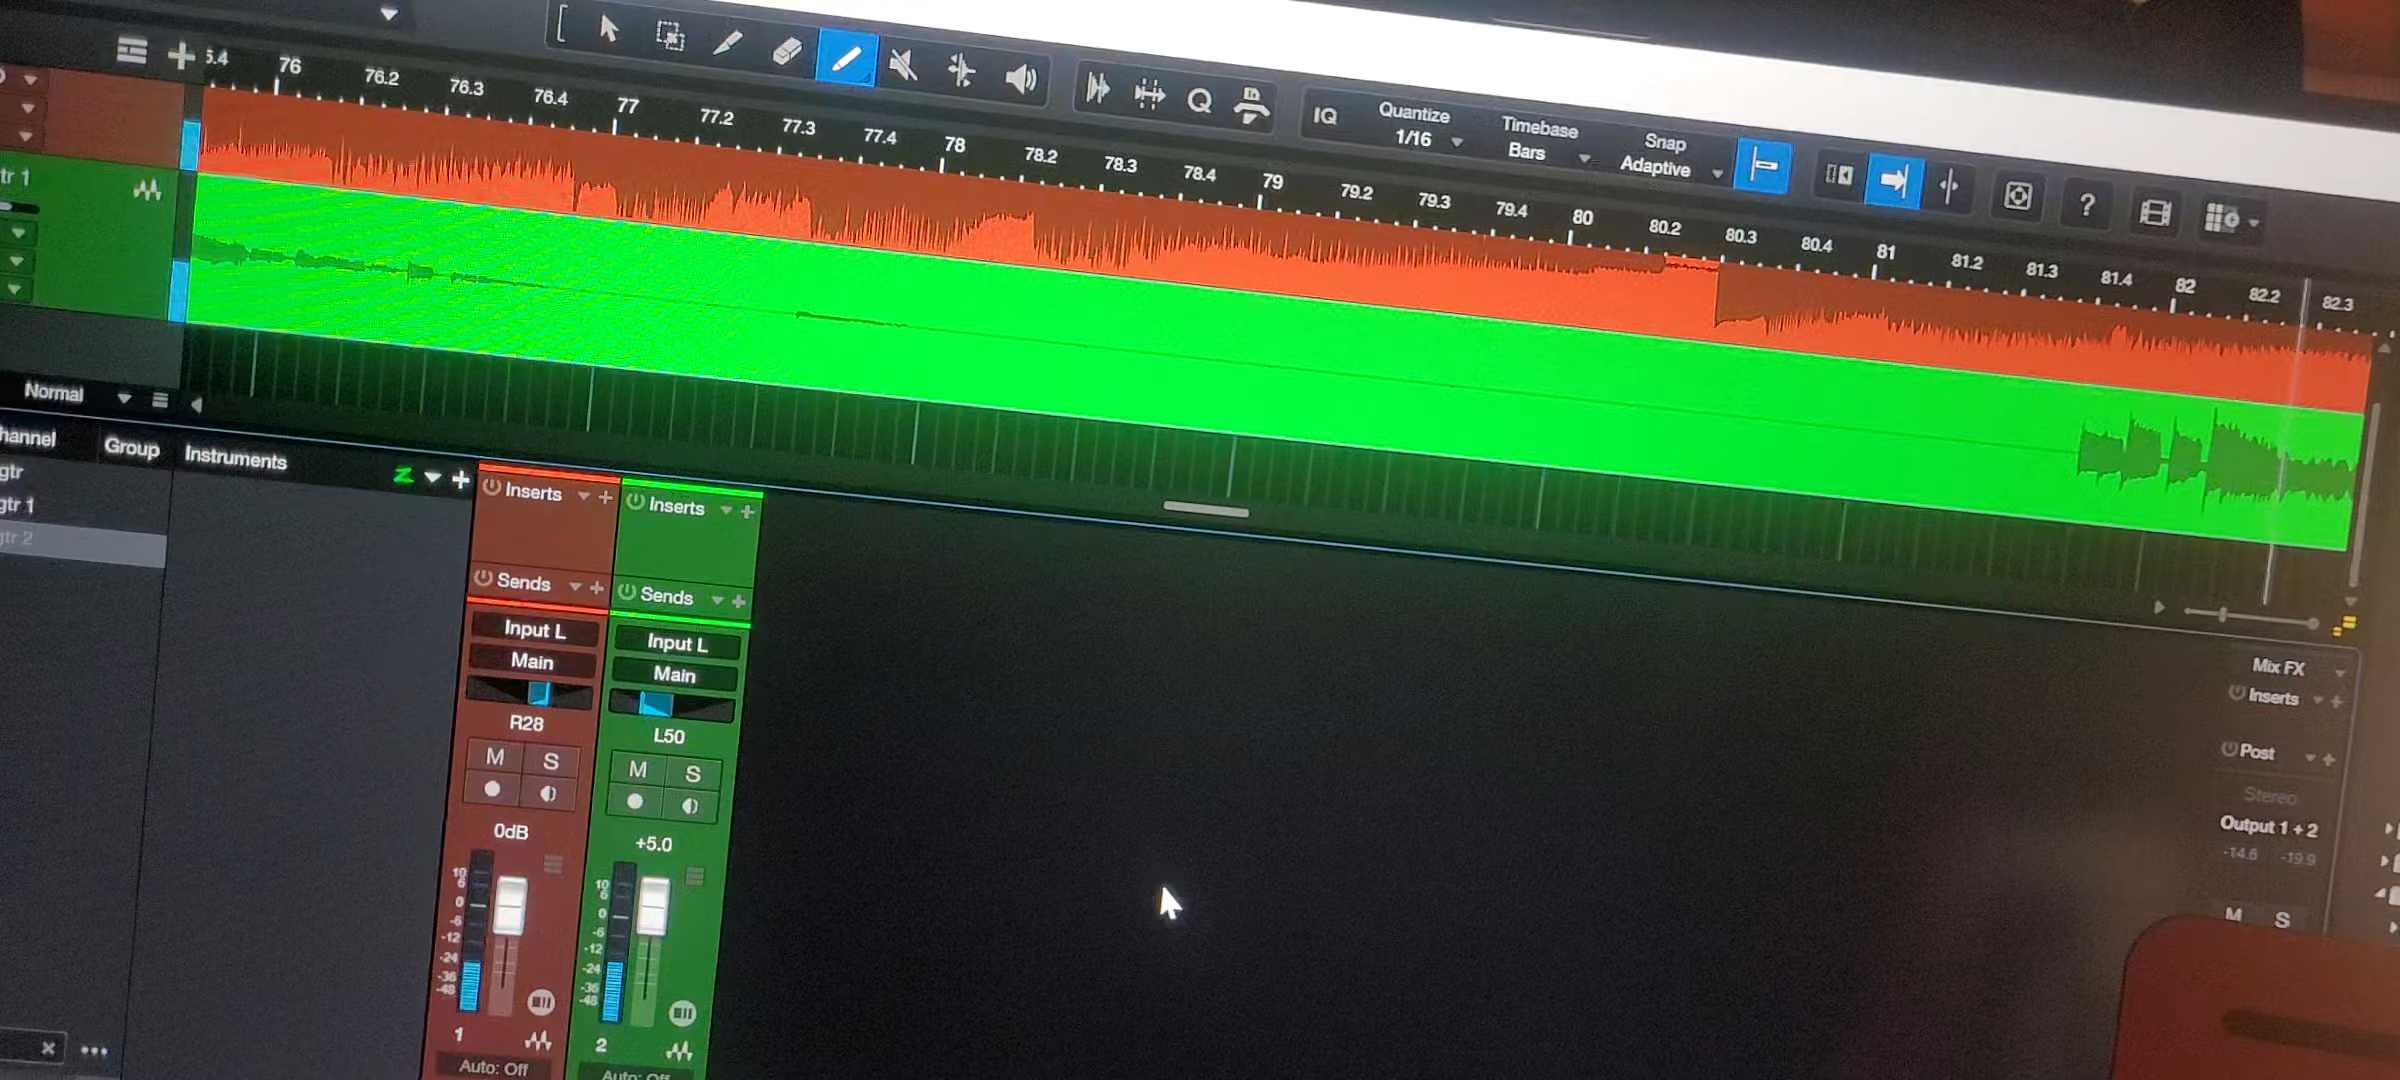 5.4 76 76.2 76.3 76.4 77 77.2 77.3 77.4 78 78.2 78.3 78.4 79 79.2 79.3 79.4 80 80.2 80.3 80.4 81 81.2 81.3 81.4 82 82.2 82.3
IQ
Quantize
1/16
Timebase
Bars
Snap
Adaptive
?
Q
tr 1
Normal
hannel
Group
Instruments
Z
gtr
gtr 1
gtr 2
Inserts
Sends
Input L
Main
R28
M S
0dB
10
6
0
-6
-12
-24
-36
-48
1
Auto: Off
Inserts
Sends
Input L
Main
L50
M S
+5.0
10
6
0
-6
-12
-24
-36
-48
2
Auto: Off
Mix FX
Inserts
Post
Stereo
Output 1 + 2
-14.6 -19.9
M S